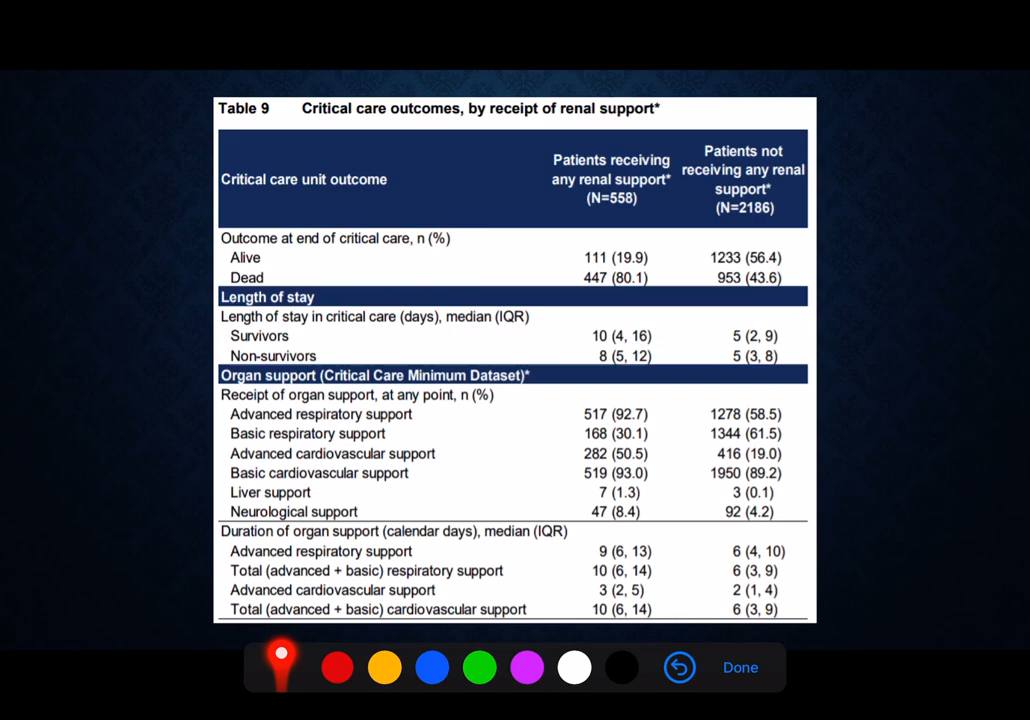 Table 9 Critical care outcomes, by receipt of renal support*
Critical care unit outcome
Patients receiving
any renal support*
(N=558)
Patients not
receiving any renal
support*
(N=2186)
Outcome at end of critical care, n (%)
Alive 111 (19.9) 1233 (56.4)
Dead 447 (80.1) 953 (43.6)
Length of stay
Length of stay in critical care (days), median (IQR)
Survivors 10 (4, 16) 5 (2, 9)
Non-survivors 8 (5, 12) 5 (3, 8)
Organ support (Critical Care Minimum Dataset)*
Receipt of organ support, at any point, n (%)
Advanced respiratory support 517 (92.7) 1278 (58.5)
Basic respiratory support 168 (30.1) 1344 (61.5)
Advanced cardiovascular support 282 (50.5) 416 (19.0)
Basic cardiovascular support 519 (93.0) 1950 (89.2)
Liver support 7 (1.3) 3 (0.1)
Neurological support 47 (8.4) 92 (4.2)
Duration of organ support (calendar days), median (IQR)
Advanced respiratory support 9 (6, 13) 6 (4, 10)
Total (advanced + basic) respiratory support 10 (6, 14) 6 (3, 9)
Advanced cardiovascular support 3 (2, 5) 2 (1, 4)
Total (advanced + basic) cardiovascular support 10 (6, 14) 6 (3, 9)
Done